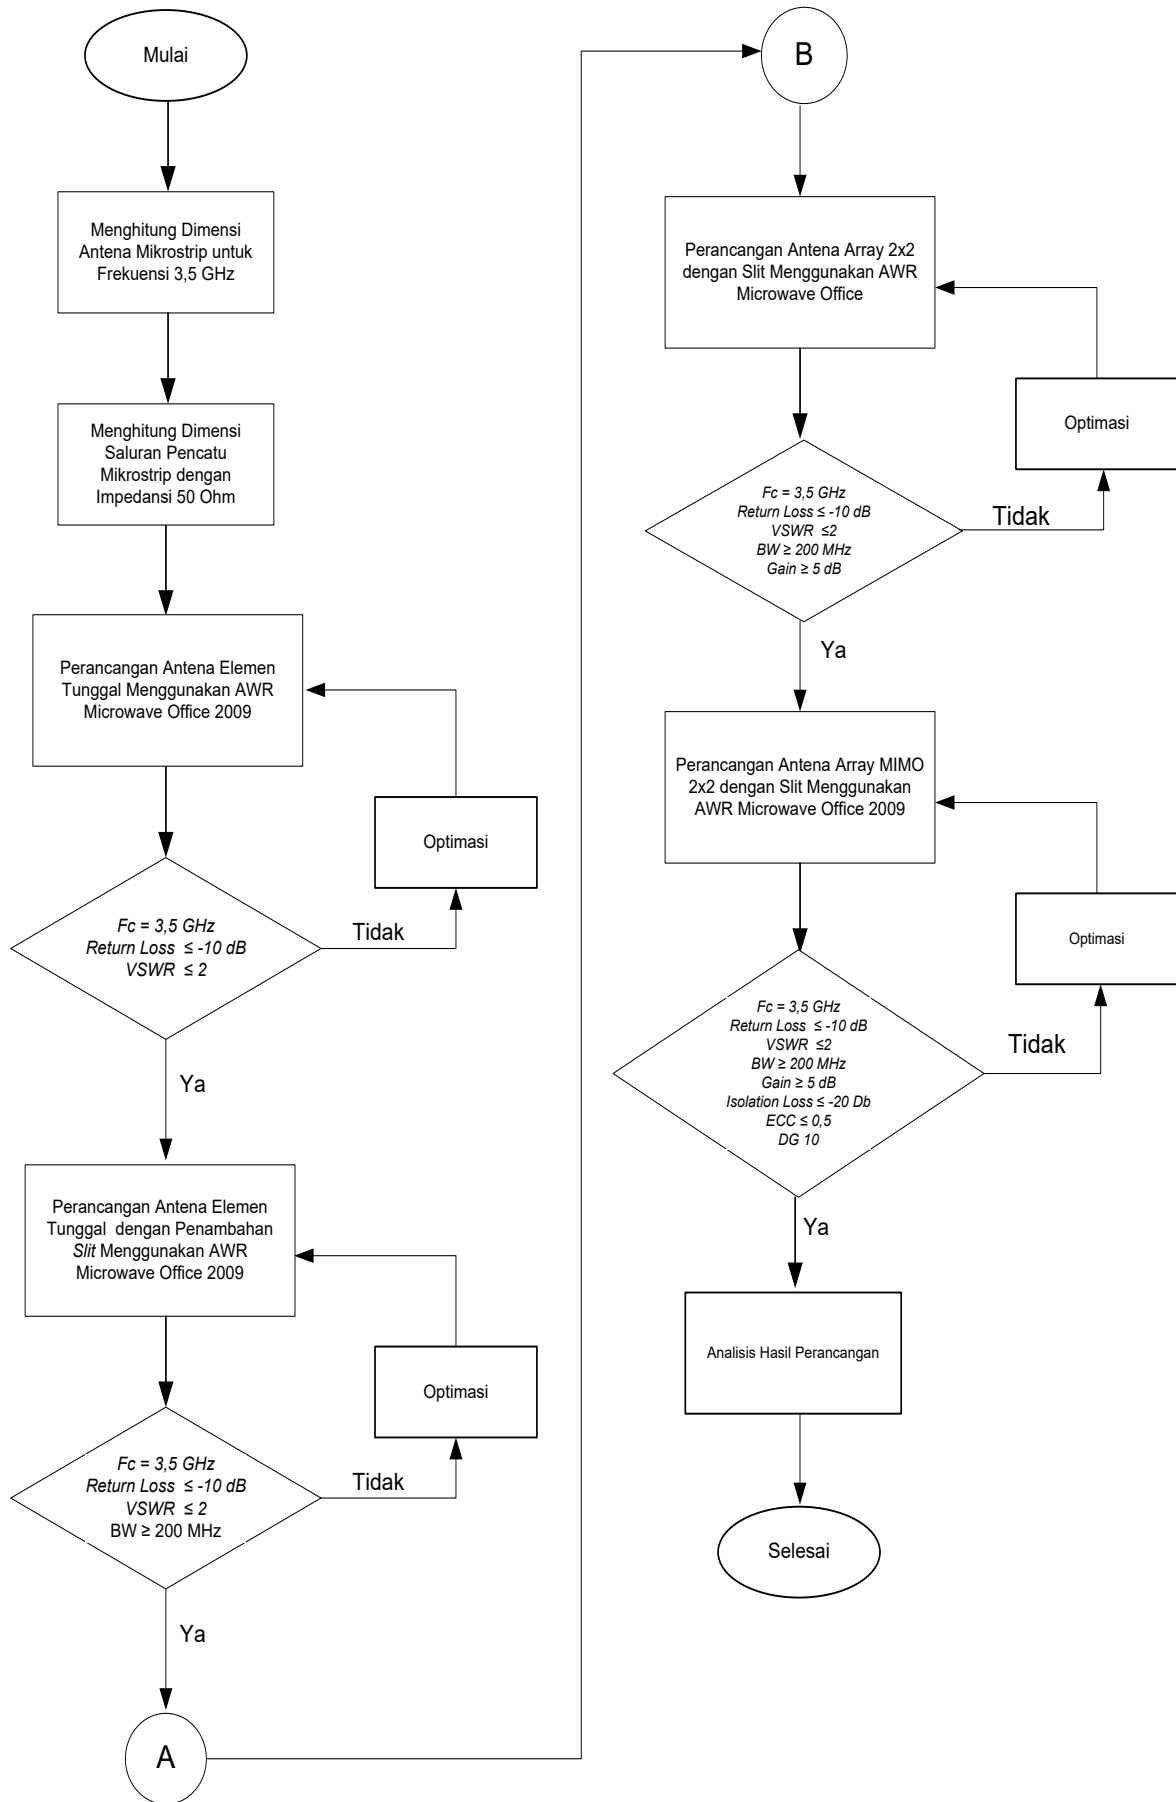 Mulai
Menghitung Dimensi
Antena Mikrostrip untuk
Frekuensi 3,5 GHz
Menghitung Dimensi
Saluran Pencatu
Mikrostrip dengan
Impedansi 50 Ohm
Perancangan Antena Elemen
Tunggal Menggunakan AWR
Microwave Office 2009
Optimasi
Fc = 3,5 GHz
Return Loss ≤ -10 dB
VSWR ≤ 2
Tidak
Ya
Perancangan Antena Elemen
Tunggal dengan Penambahan
Slit Menggunakan AWR
Microwave Office 2009
Optimasi
Fc = 3,5 GHz
Return Loss ≤ -10 dB
VSWR ≤ 2
BW ≥ 200 MHz
Tidak
Ya
A
B
Perancangan Antena Array 2x2
dengan Slit Menggunakan AWR
Microwave Office
Optimasi
Fc = 3,5 GHz
Return Loss ≤ -10 dB
VSWR ≤2
BW ≥ 200 MHz
Gain ≥ 5 dB
Tidak
Ya
Perancangan Antena Array MIMO
2x2 dengan Slit Menggunakan
AWR Microwave Office 2009
Optimasi
Fc = 3,5 GHz
Return Loss ≤ -10 dB
VSWR ≤2
BW ≥ 200 MHz
Gain ≥ 5 dB
Isolation Loss ≤ -20 Db
ECC ≤ 0,5
DG 10
Tidak
Ya
Analisis Hasil Perancangan
Selesai